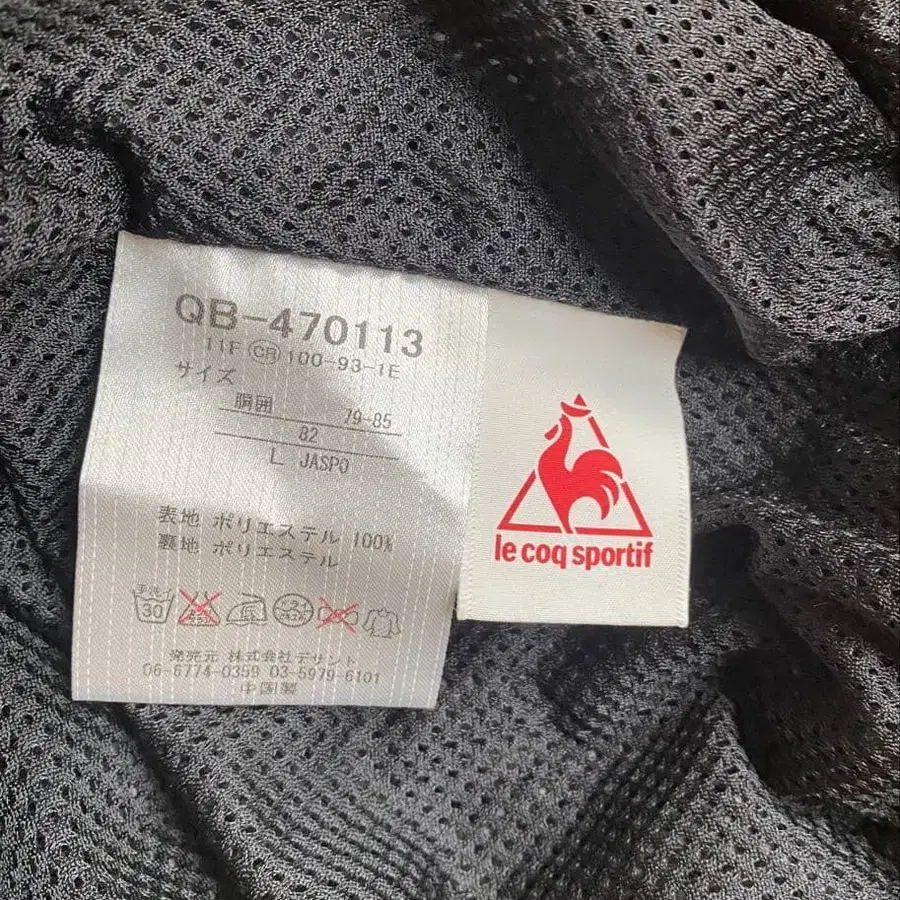 QB-470113
11F CR 100-93-1E
サイズ
胴囲 79-85
82
L JASPO
表地 ポリエステル 100%
裏地 ポリエステル
手洗イ
30
発売元 株式会社デサント
06-6774-0359 03-5979-6101
中国製
le coq sportif